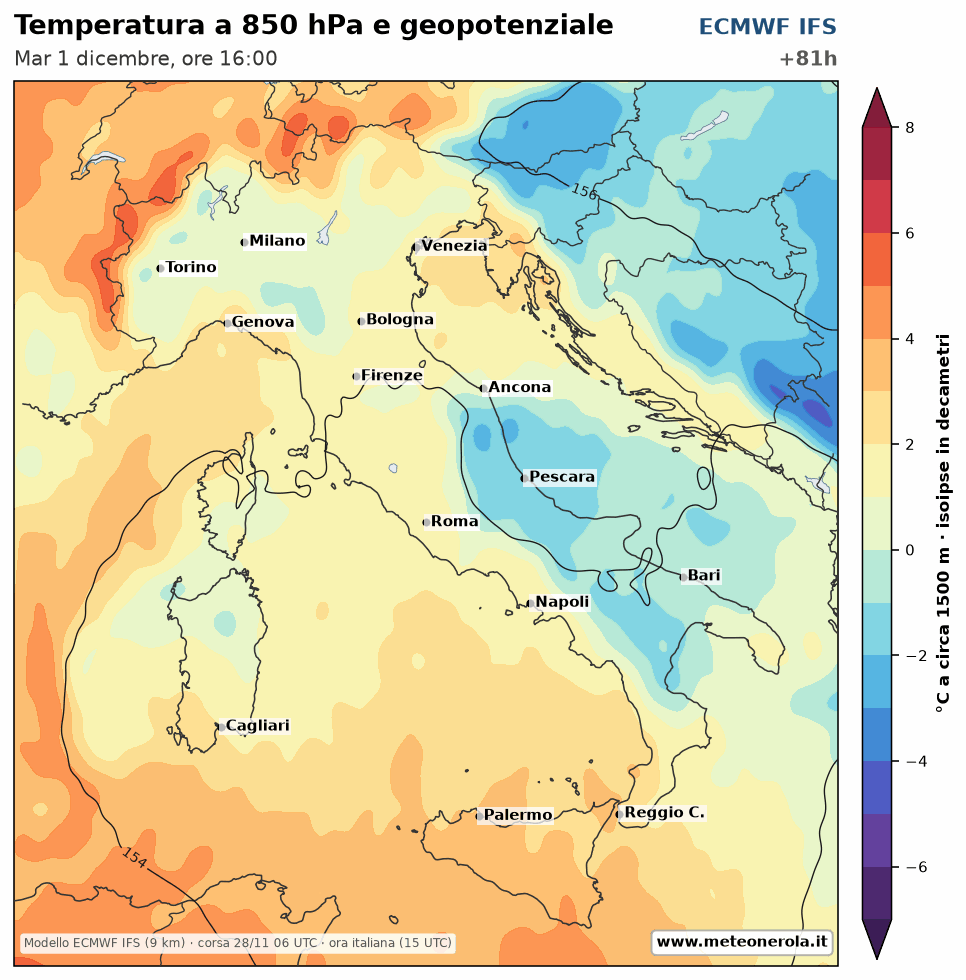 Temperatura a 850 hPa e geopotenziale
ECMWF IFS
Mar 1 dicembre, ore 16:00
+81h
156
Milano
Venezia
Torino
Genova
Bologna
Firenze
Ancona
Pescara
Roma
Bari
Napoli
Cagliari
Palermo
Reggio C.
154
Modello ECMWF IFS (9 km) · corsa 28/11 06 UTC · ora italiana (15 UTC)
www.meteonerola.it
8
6
4
2
0
−2
−4
−6
°C a circa 1500 m · isoipse in decametri